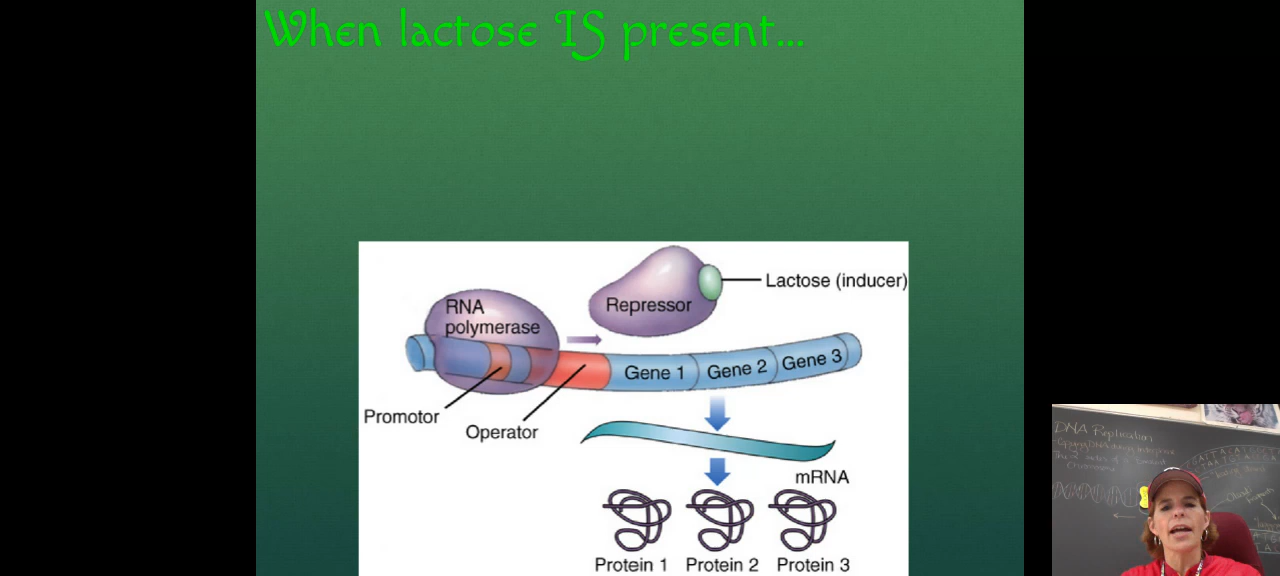 When lactose IS present...
Lactose (inducer)
Repressor
RNA
polymerase
Gene 1
Gene 2
Gene 3
Promotor
Operator
mRNA
Protein 1
Protein 2
Protein 3
DNA Replication